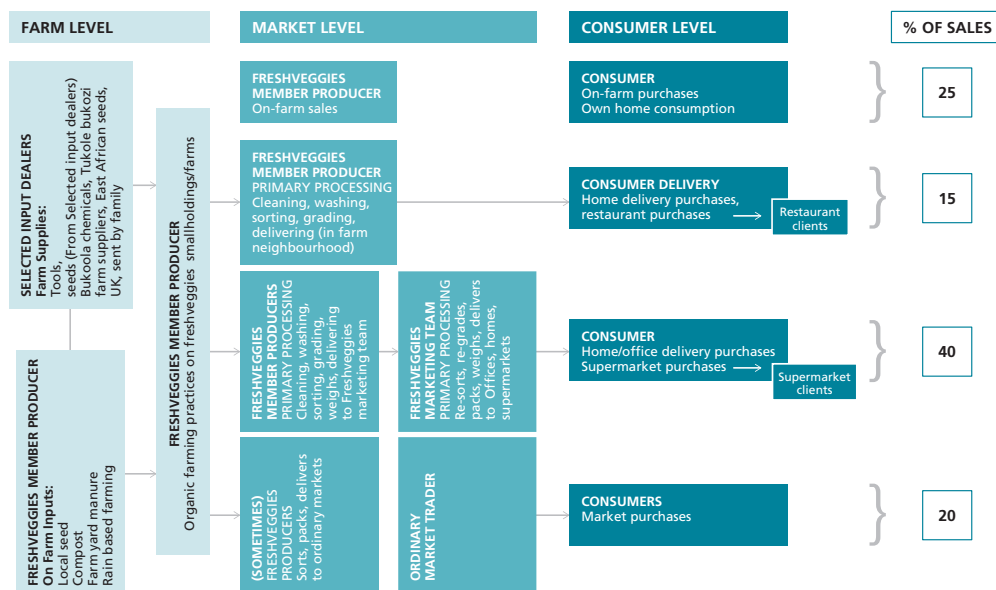 FARM LEVEL
MARKET LEVEL
CONSUMER LEVEL
% OF SALES
SELECTED INPUT DEALERS
Farm Supplies:
Tools,
seeds (From Selected input dealers)
Bukoola chemicals, Tukole bukozi
farm suppliers, East African seeds,
UK, sent by family
FRESHVEGGIES MEMBER PRODUCER
On Farm Inputs:
Local seed
Compost
Farm yard manure
Rain based farming
FRESHVEGGIES MEMBER PRODUCER
Organic farming practices on freshveggies smallholdings/farms
FRESHVEGGIES
MEMBER PRODUCER
On-farm sales
CONSUMER
On-farm purchases
Own home consumption
25
FRESHVEGGIES
MEMBER PRODUCER
PRIMARY PROCESSING
Cleaning, washing,
sorting, grading,
delivering (in farm
neighbourhood)
CONSUMER DELIVERY
Home delivery purchases,
restaurant purchases
Restaurant
clients
15
FRESHVEGGIES
MEMBER PRODUCERS
PRIMARY PROCESSING
Cleaning, washing,
sorting, grading,
weighs, delivering
to Freshveggies
marketing team
FRESHVEGGIES
MARKETING TEAM
PRIMARY PROCESSING
Re-sorts, re-grades,
packs, weighs, delivers
to Offices, homes,
supermarkets
CONSUMER
Home/office delivery purchases
Supermarket purchases
Supermarket
clients
40
(SOMETIMES)
FRESHVEGGIES
PRODUCERS
Sorts, packs, delivers
to ordinary markets
ORDINARY
MARKET TRADER
CONSUMERS
Market purchases
20